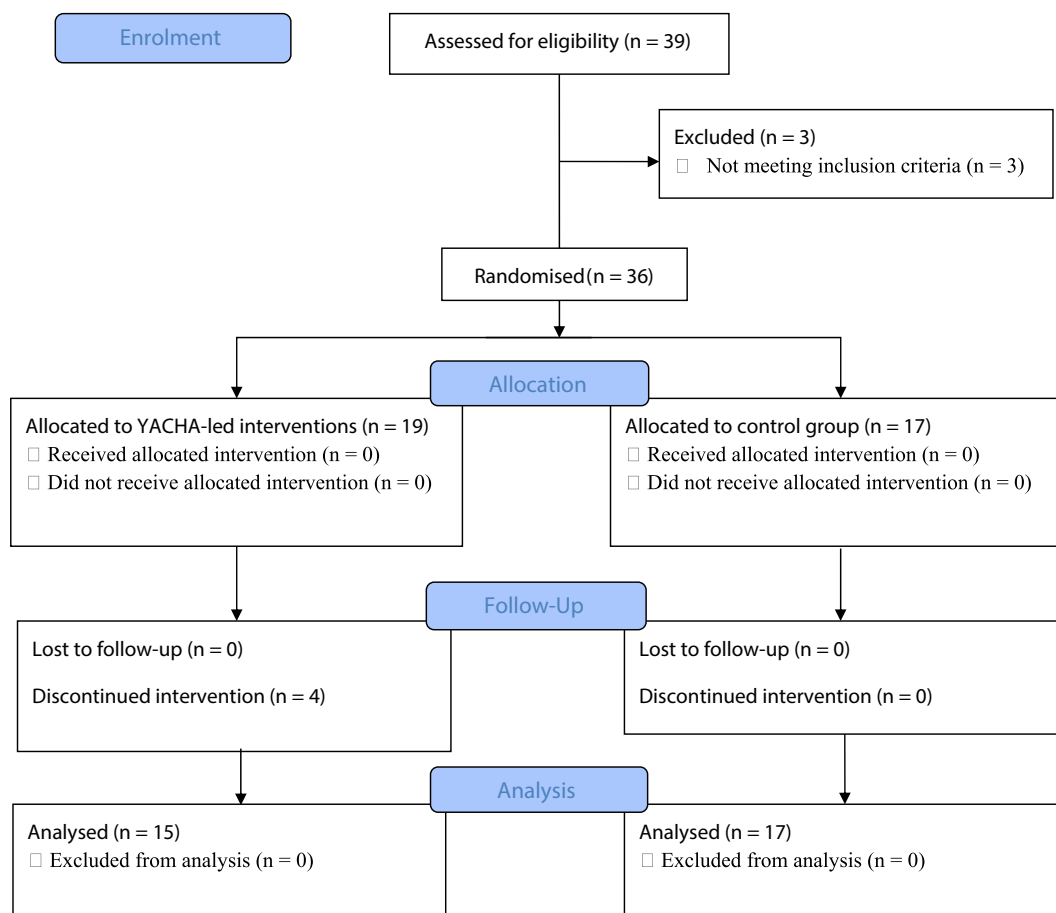 Enrolment
Assessed for eligibility (n = 39)
Excluded (n = 3)
□ Not meeting inclusion criteria (n = 3)
Randomised(n = 36)
Allocation
Allocated to YACHA-led interventions (n = 19)
□ Received allocated intervention (n = 0)
□ Did not receive allocated intervention (n = 0)
Allocated to control group (n = 17)
□ Received allocated intervention (n = 0)
□ Did not receive allocated intervention (n = 0)
Follow-Up
Lost to follow-up (n = 0)
Discontinued intervention (n = 4)
Lost to follow-up (n = 0)
Discontinued intervention (n = 0)
Analysis
Analysed (n = 15)
□ Excluded from analysis (n = 0)
Analysed (n = 17)
□ Excluded from analysis (n = 0)